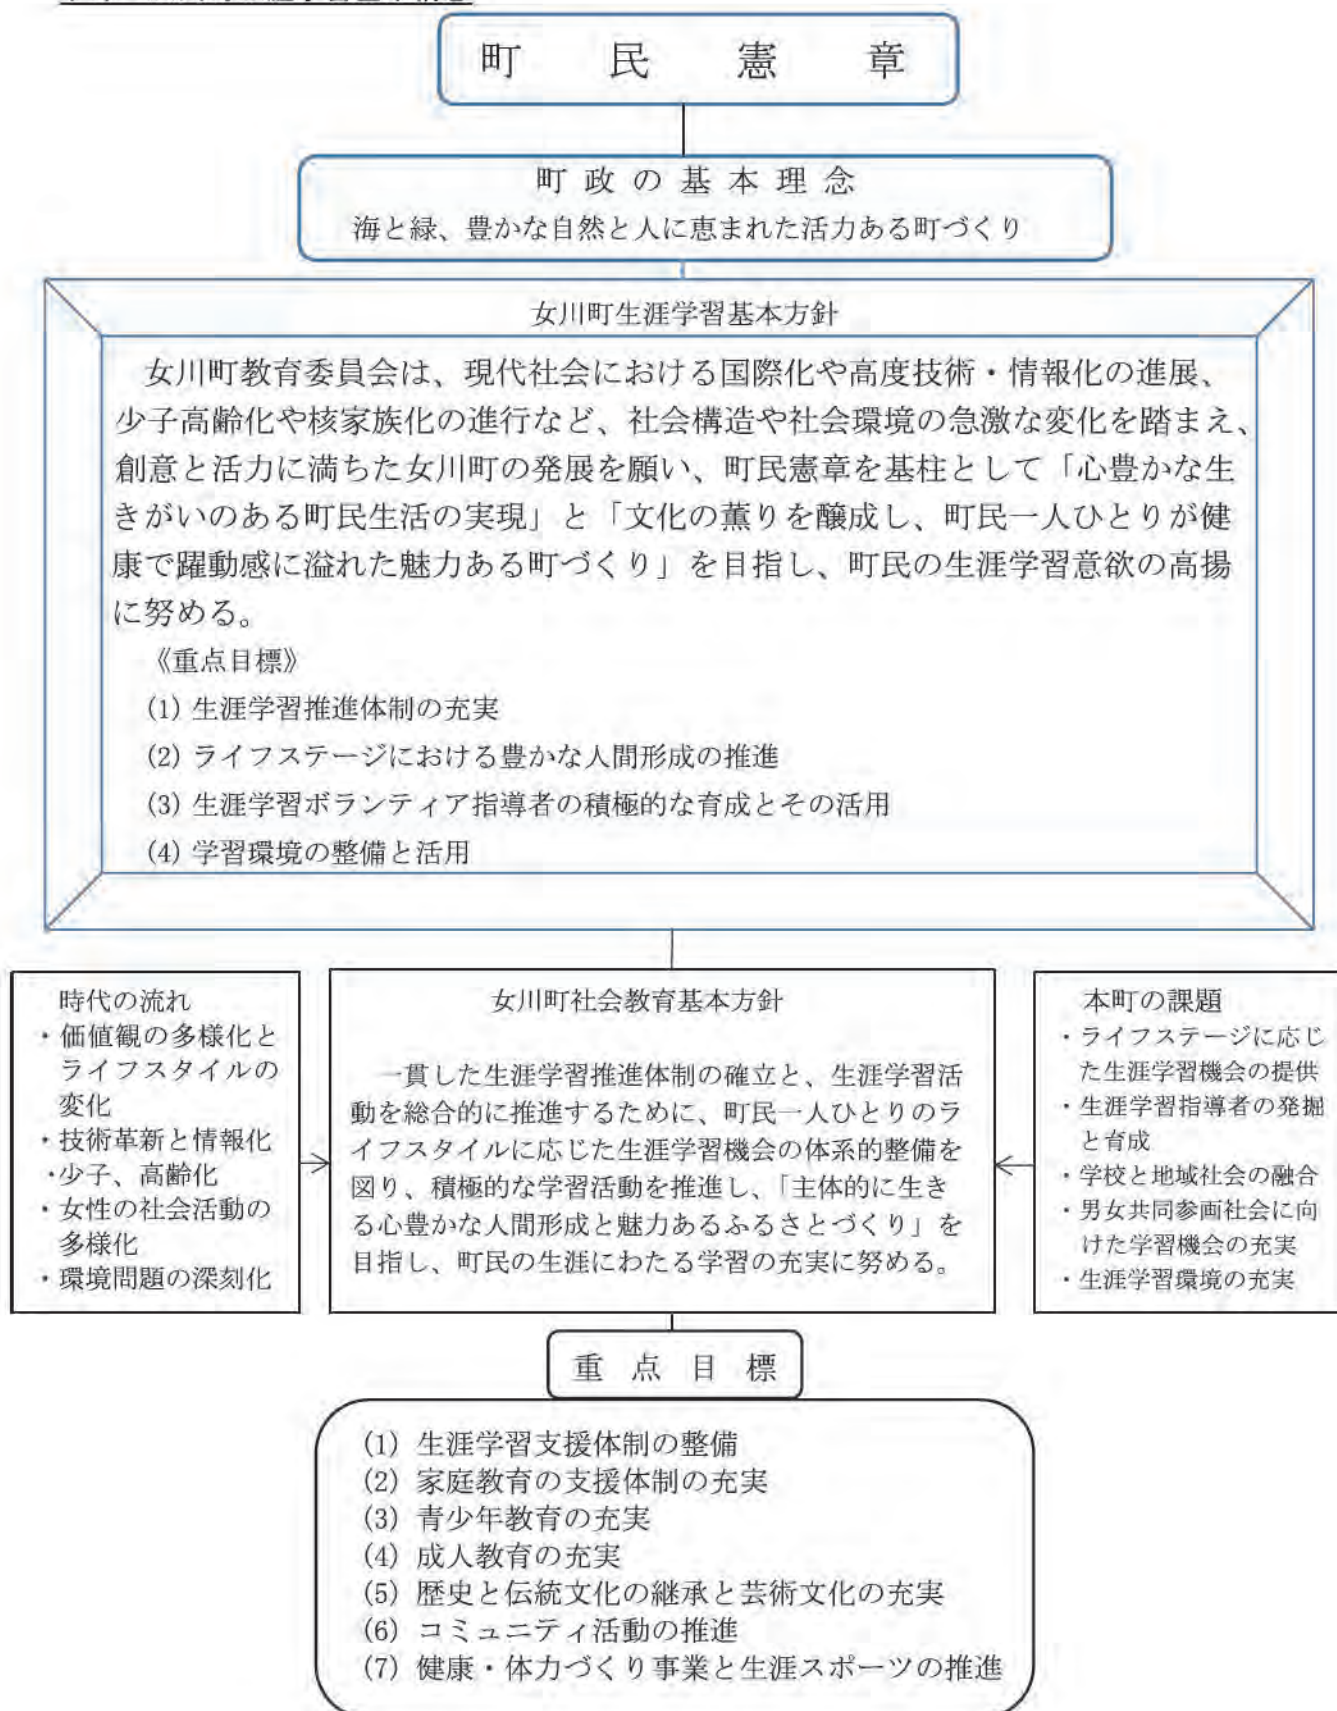 町民憲章
町政の基本理念
海と緑、豊かな自然と人に恵まれた活力ある町づくり
女川町生涯学習基本方針
女川町教育委員会は、現代社会における国際化や高度技術・情報化の進展、
少子高齢化や核家族化の進行など、社会構造や社会環境の急激な変化を踏まえ、
創意と活力に満ちた女川町の発展を願い、町民憲章を基柱として「心豊かな生
きがいのある町民生活の実現」と「文化の薫りを醸成し、町民一人ひとりが健
康で躍動感に溢れた魅力ある町づくり」を目指し、町民の生涯学習意欲の高揚
に努める。
《重点目標》
(1) 生涯学習推進体制の充実
(2) ライフステージにおける豊かな人間形成の推進
(3) 生涯学習ボランティア指導者の積極的な育成とその活用
(4) 学習環境の整備と活用
時代の流れ
・価値観の多様化と
ライフスタイルの
変化
・技術革新と情報化
・少子、高齢化
・女性の社会活動の
多様化
・環境問題の深刻化
女川町社会教育基本方針
一貫した生涯学習推進体制の確立と、生涯学習活
動を総合的に推進するために、町民一人ひとりのラ
イフスタイルに応じた生涯学習機会の体系的整備を
図り、積極的な学習活動を推進し、「主体的に生き
る心豊かな人間形成と魅力あるふるさとづくり」を
目指し、町民の生涯にわたる学習の充実に努める。
本町の課題
・ライフステージに応じ
た生涯学習機会の提供
・生涯学習指導者の発掘
と育成
・学校と地域社会の融合
・男女共同参画社会に向
けた学習機会の充実
・生涯学習環境の充実
重点目標
(1) 生涯学習支援体制の整備
(2) 家庭教育の支援体制の充実
(3) 青少年教育の充実
(4) 成人教育の充実
(5) 歴史と伝統文化の継承と芸術文化の充実
(6) コミュニティ活動の推進
(7) 健康・体力づくり事業と生涯スポーツの推進